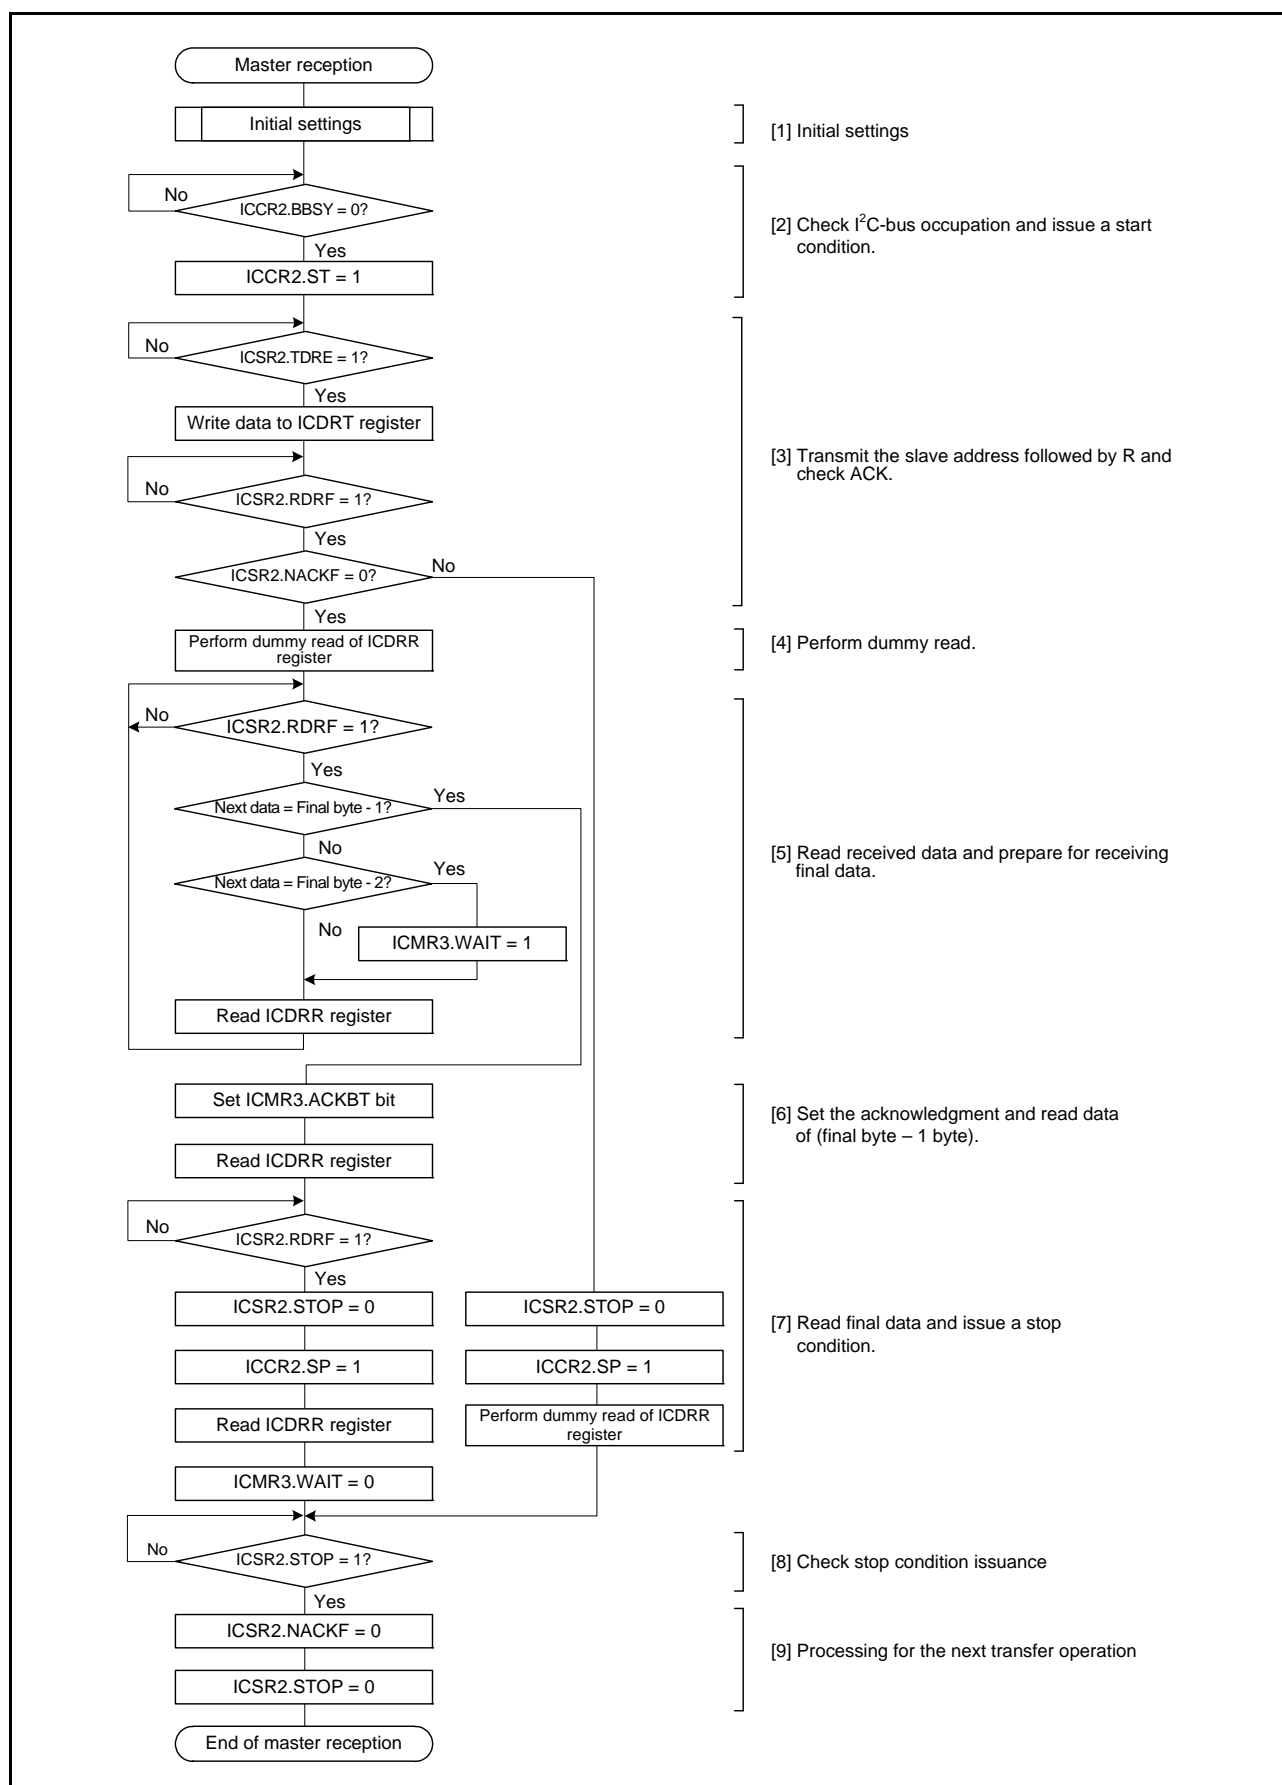 Master reception
Initial settings
[1] Initial settings
No
ICCR2.BBSY = 0?
Yes
ICCR2.ST = 1
[2] Check I²C-bus occupation and issue a start
condition.
No
ICSR2.TDRE = 1?
Yes
Write data to ICDRT register
No
ICSR2.RDRF = 1?
Yes
ICSR2.NACKF = 0?
No
Yes
[3] Transmit the slave address followed by R and
check ACK.
Perform dummy read of ICDRR
register
[4] Perform dummy read.
No
ICSR2.RDRF = 1?
Yes
Next data = Final byte - 1?
Yes
No
Next data = Final byte - 2?
Yes
No
ICMR3.WAIT = 1
Read ICDRR register
[5] Read received data and prepare for receiving
final data.
Set ICMR3.ACKBT bit
Read ICDRR register
[6] Set the acknowledgment and read data
of (final byte – 1 byte).
No
ICSR2.RDRF = 1?
Yes
ICSR2.STOP = 0
ICCR2.SP = 1
Read ICDRR register
ICMR3.WAIT = 0
ICSR2.STOP = 0
ICCR2.SP = 1
Perform dummy read of ICDRR
register
[7] Read final data and issue a stop
condition.
No
ICSR2.STOP = 1?
Yes
[8] Check stop condition issuance
ICSR2.NACKF = 0
ICSR2.STOP = 0
[9] Processing for the next transfer operation
End of master reception